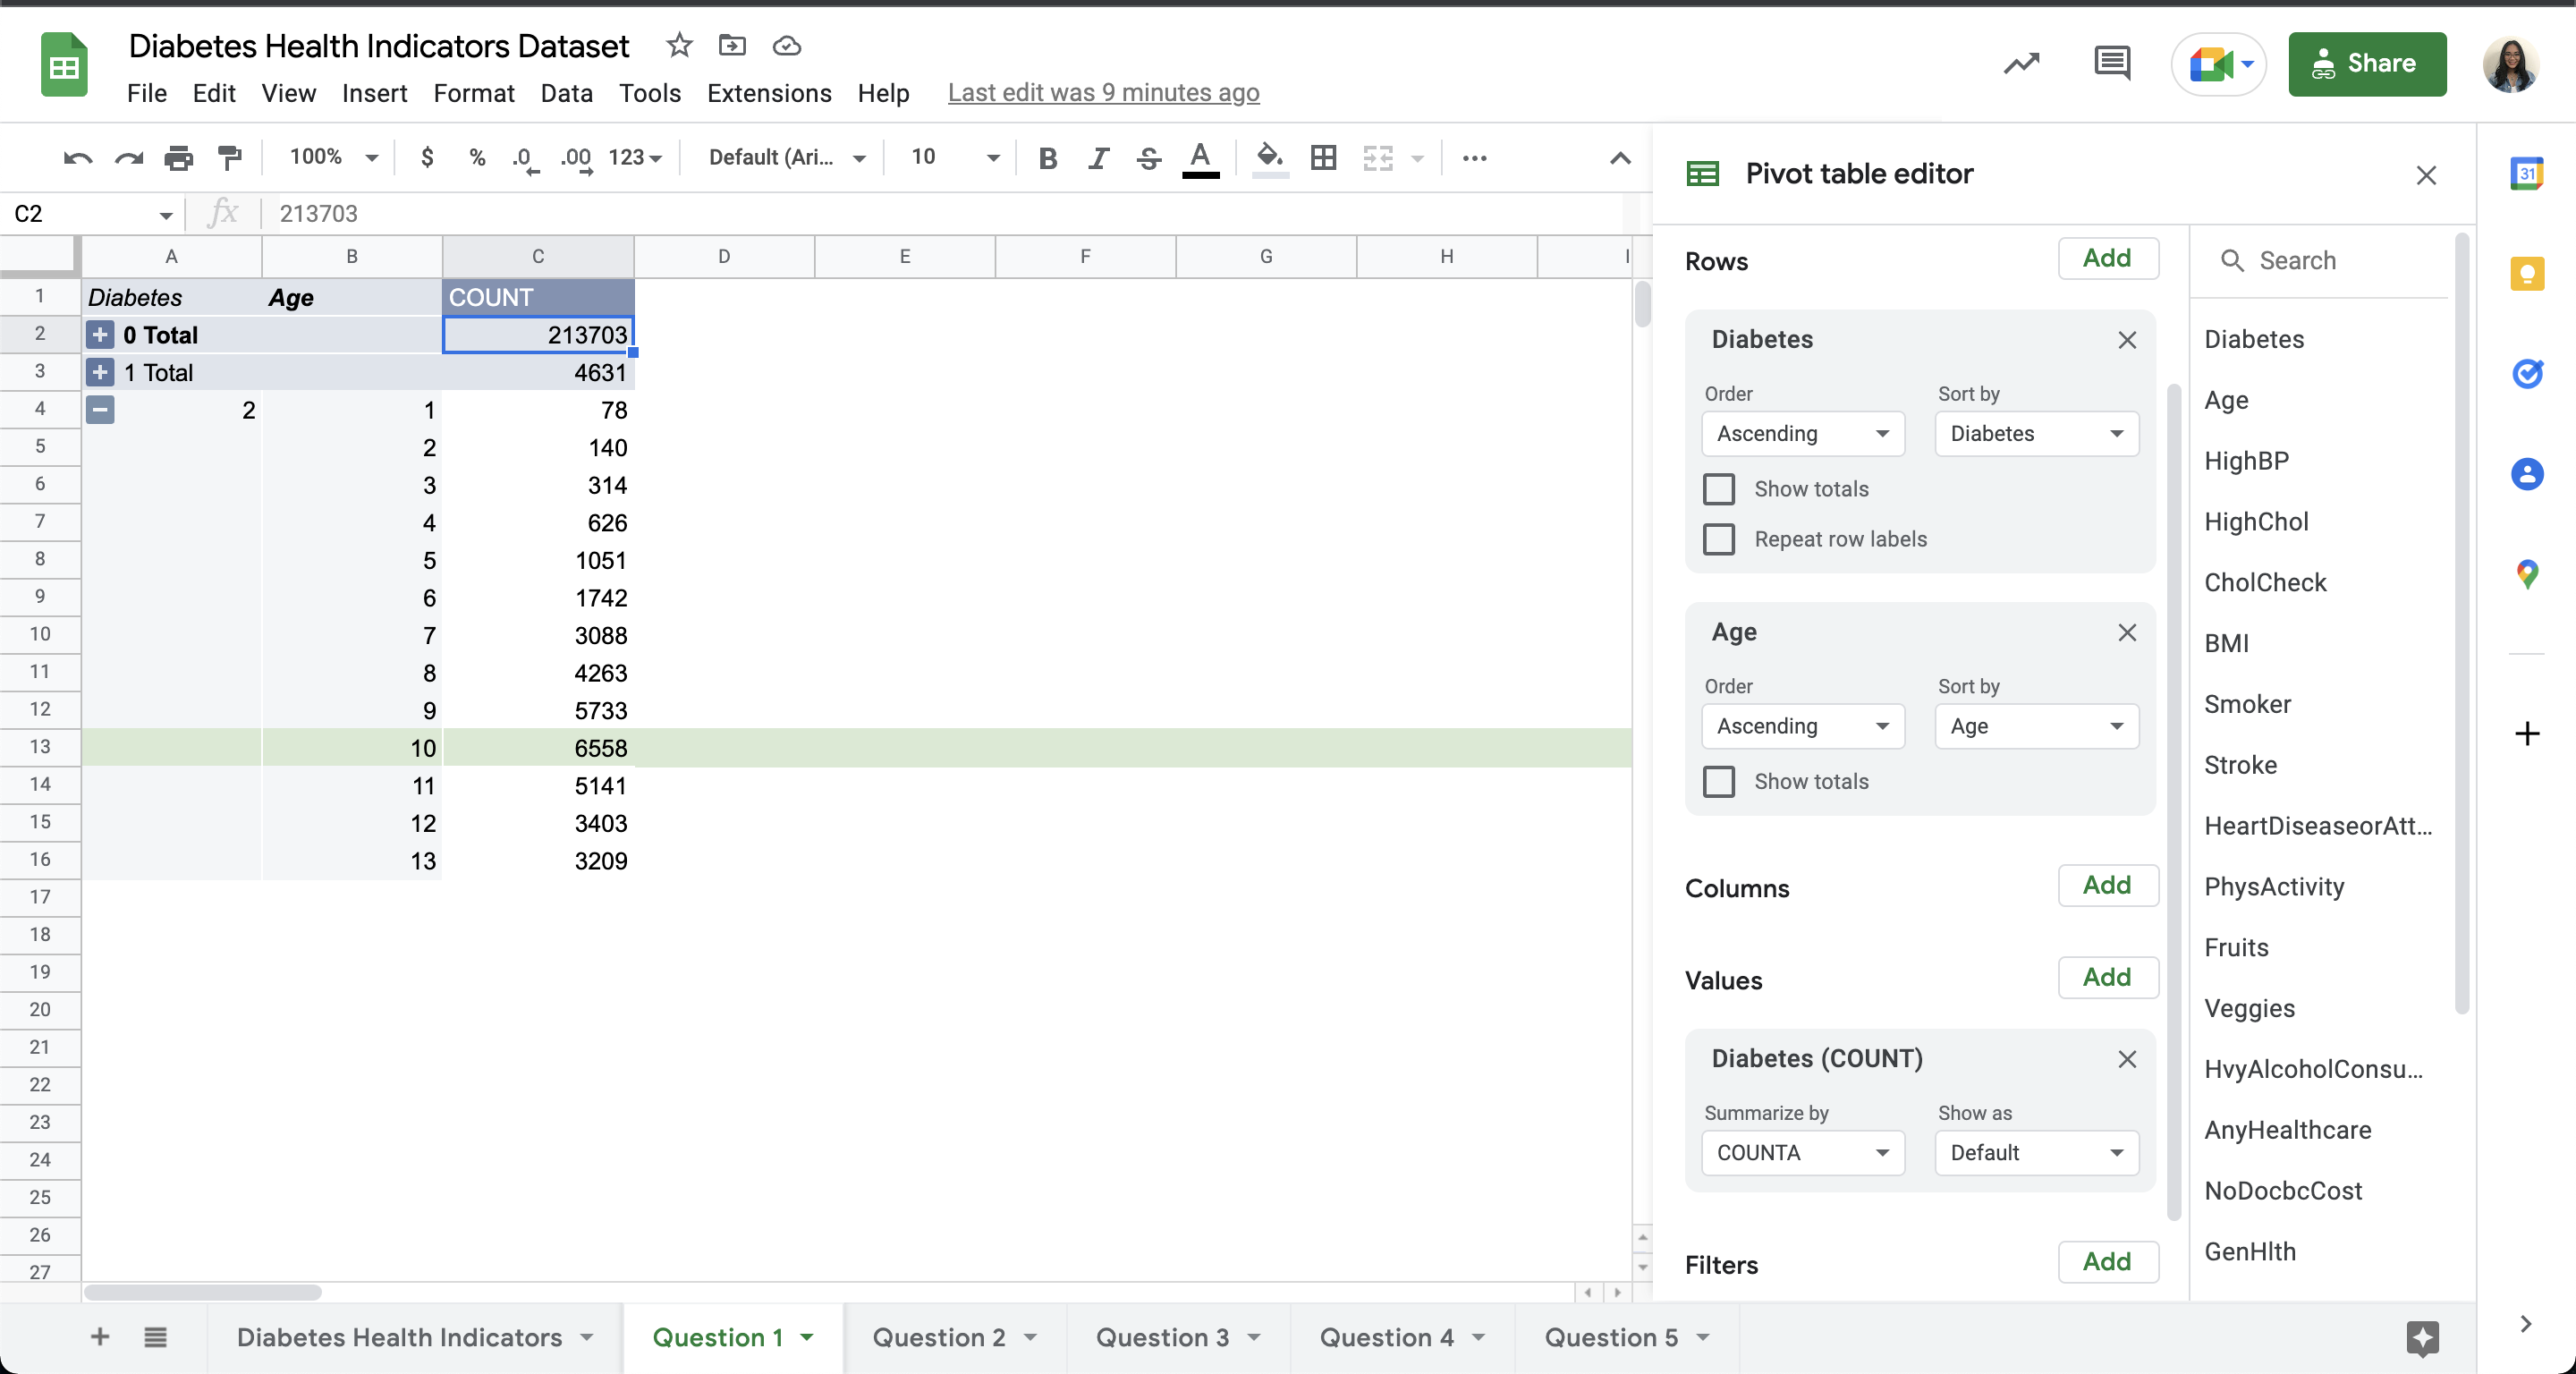 Diabetes Health Indicators Dataset
File Edit View Insert Format Data Tools Extensions Help Last edit was 9 minutes ago
Share
100% $ % .0 .00 123 Default (Ari... 10 B I S A
C2 fx 213703
A B C D E F G H I
1 Diabetes Age COUNT
2 0 Total 213703
3 1 Total 4631
4 2 1 78
5 2 140
6 3 314
7 4 626
8 5 1051
9 6 1742
10 7 3088
11 8 4263
12 9 5733
13 10 6558
14 11 5141
15 12 3403
16 13 3209
17
18
19
20
21
22
23
24
25
26
27
Pivot table editor
Rows Add
Diabetes
Order Sort by
Ascending Diabetes
Show totals
Repeat row labels
Age
Order Sort by
Ascending Age
Show totals
Columns Add
Values Add
Diabetes (COUNT)
Summarize by Show as
COUNTA Default
Filters Add
Search
Diabetes
Age
HighBP
HighChol
CholCheck
BMI
Smoker
Stroke
HeartDiseaseorAtt...
PhysActivity
Fruits
Veggies
HvyAlcoholConsu...
AnyHealthcare
NoDocbcCost
GenHlth
31
Diabetes Health Indicators Question 1 Question 2 Question 3 Question 4 Question 5